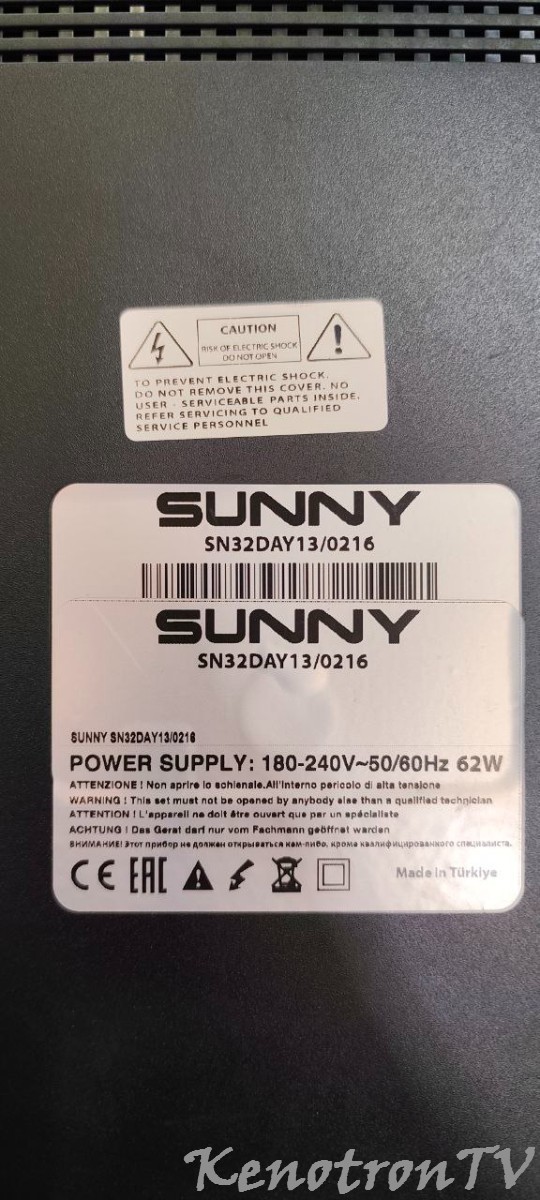 CAUTION
RISK OF ELECTRIC SHOCK
DO NOT OPEN
TO PREVENT ELECTRIC SHOCK.
DO NOT REMOVE THIS COVER. NO
USER - SERVICEABLE PARTS INSIDE.
REFER SERVICING TO QUALIFIED
SERVICE PERSONNEL
SUNNY
SN32DAY13/0216
SUNNY
SN32DAY13/0216
SUNNY SN32DAY13/0216
POWER SUPPLY: 180-240V~50/60Hz 62W
ATTENZIONE ! Non aprire lo schienale.All'interno pericolo di alta tensione
WARNING ! This set must not be opened by anybody else than a qualified technician
ATTENTION ! L'appareil ne doit être ouvert que par un spécialiste
ACHTUNG ! Das Gerat darf nur vom Fachmann geöffnet warden
ВНИМАНИЕ! Этот прибор не должен открываться кам-либо, кроме квалифицированного специалиста.
CE EAC
Made in Türkiye
KenotronTV